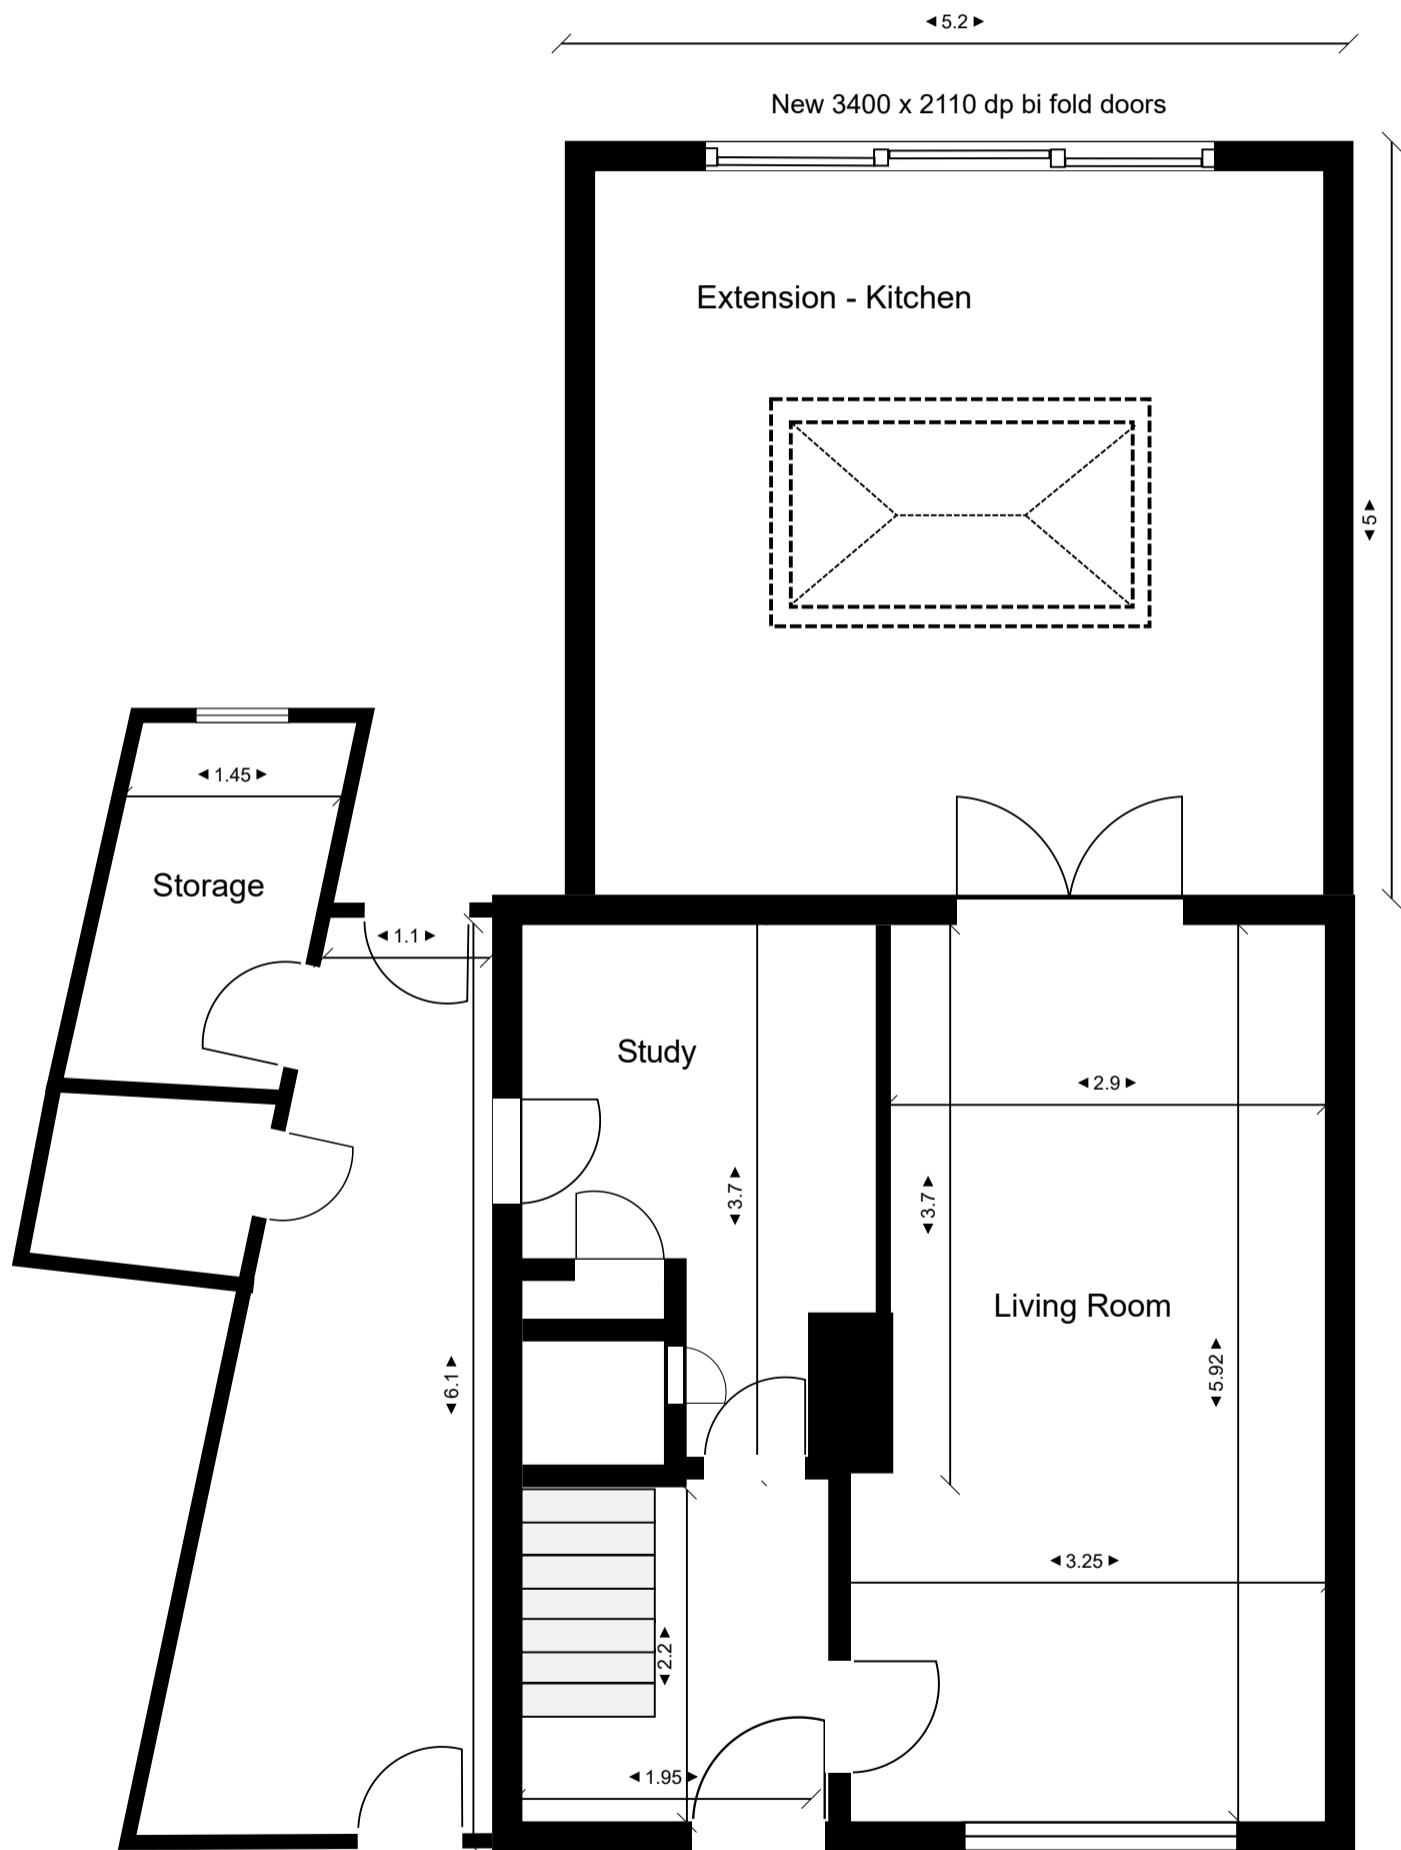 5.2
New 3400 x 2110 dp bi fold doors
Extension - Kitchen
5
1.45
Storage
1.1
Study
2.9
3.7
3.7
Living Room
6.1
5.92
3.25
2.2
1.95